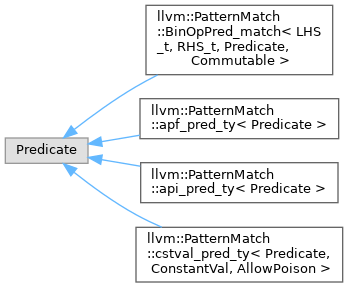 llvm::PatternMatch
::BinOpPred_match< LHS
_t, RHS_t, Predicate,
Commutable >
llvm::PatternMatch
::apf_pred_ty< Predicate >
Predicate
llvm::PatternMatch
::api_pred_ty< Predicate >
llvm::PatternMatch
::cstval_pred_ty< Predicate,
ConstantVal, AllowPoison >